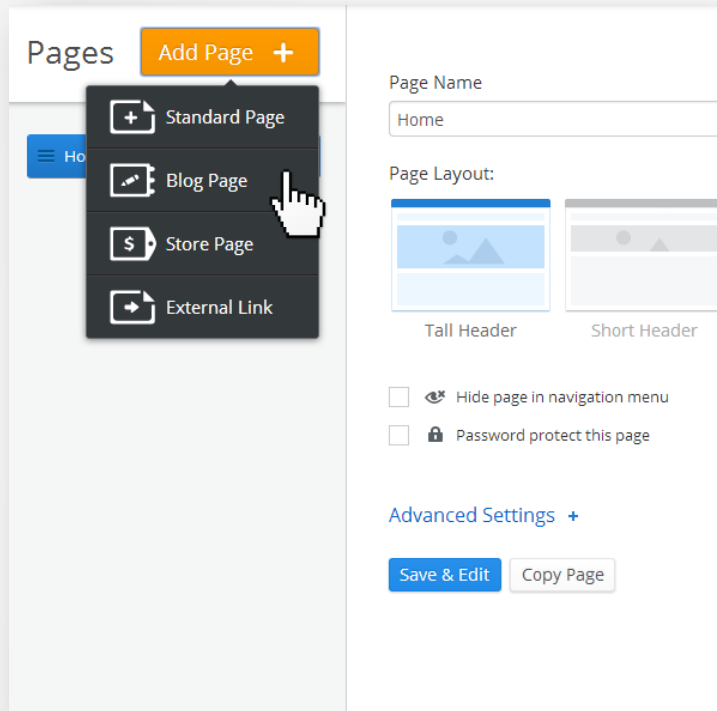 Pages
Add Page +
Standard Page
Blog Page
Store Page
External Link
Page Name
Home
Page Layout:
Tall Header
Short Header
Hide page in navigation menu
Password protect this page
Advanced Settings +
Save & Edit
Copy Page